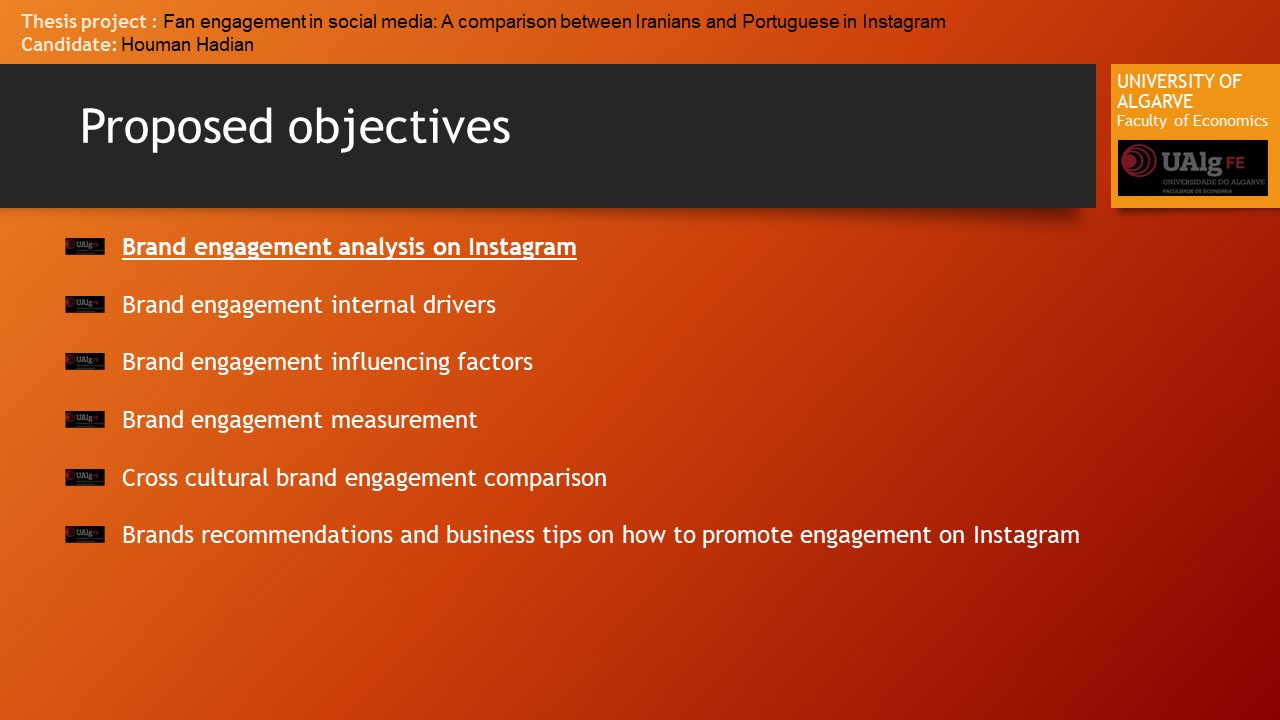 Thesis project : Fan engagement in social media: A comparison between Iranians and Portuguese in Instagram
Candidate: Houman Hadian
Proposed objectives
UNIVERSITY OF
ALGARVE
Faculty of Economics
UAlg FE
UNIVERSIDADE DO ALGARVE
FACULDADE DE ECONOMIA
Brand engagement analysis on Instagram
Brand engagement internal drivers
Brand engagement influencing factors
Brand engagement measurement
Cross cultural brand engagement comparison
Brands recommendations and business tips on how to promote engagement on Instagram